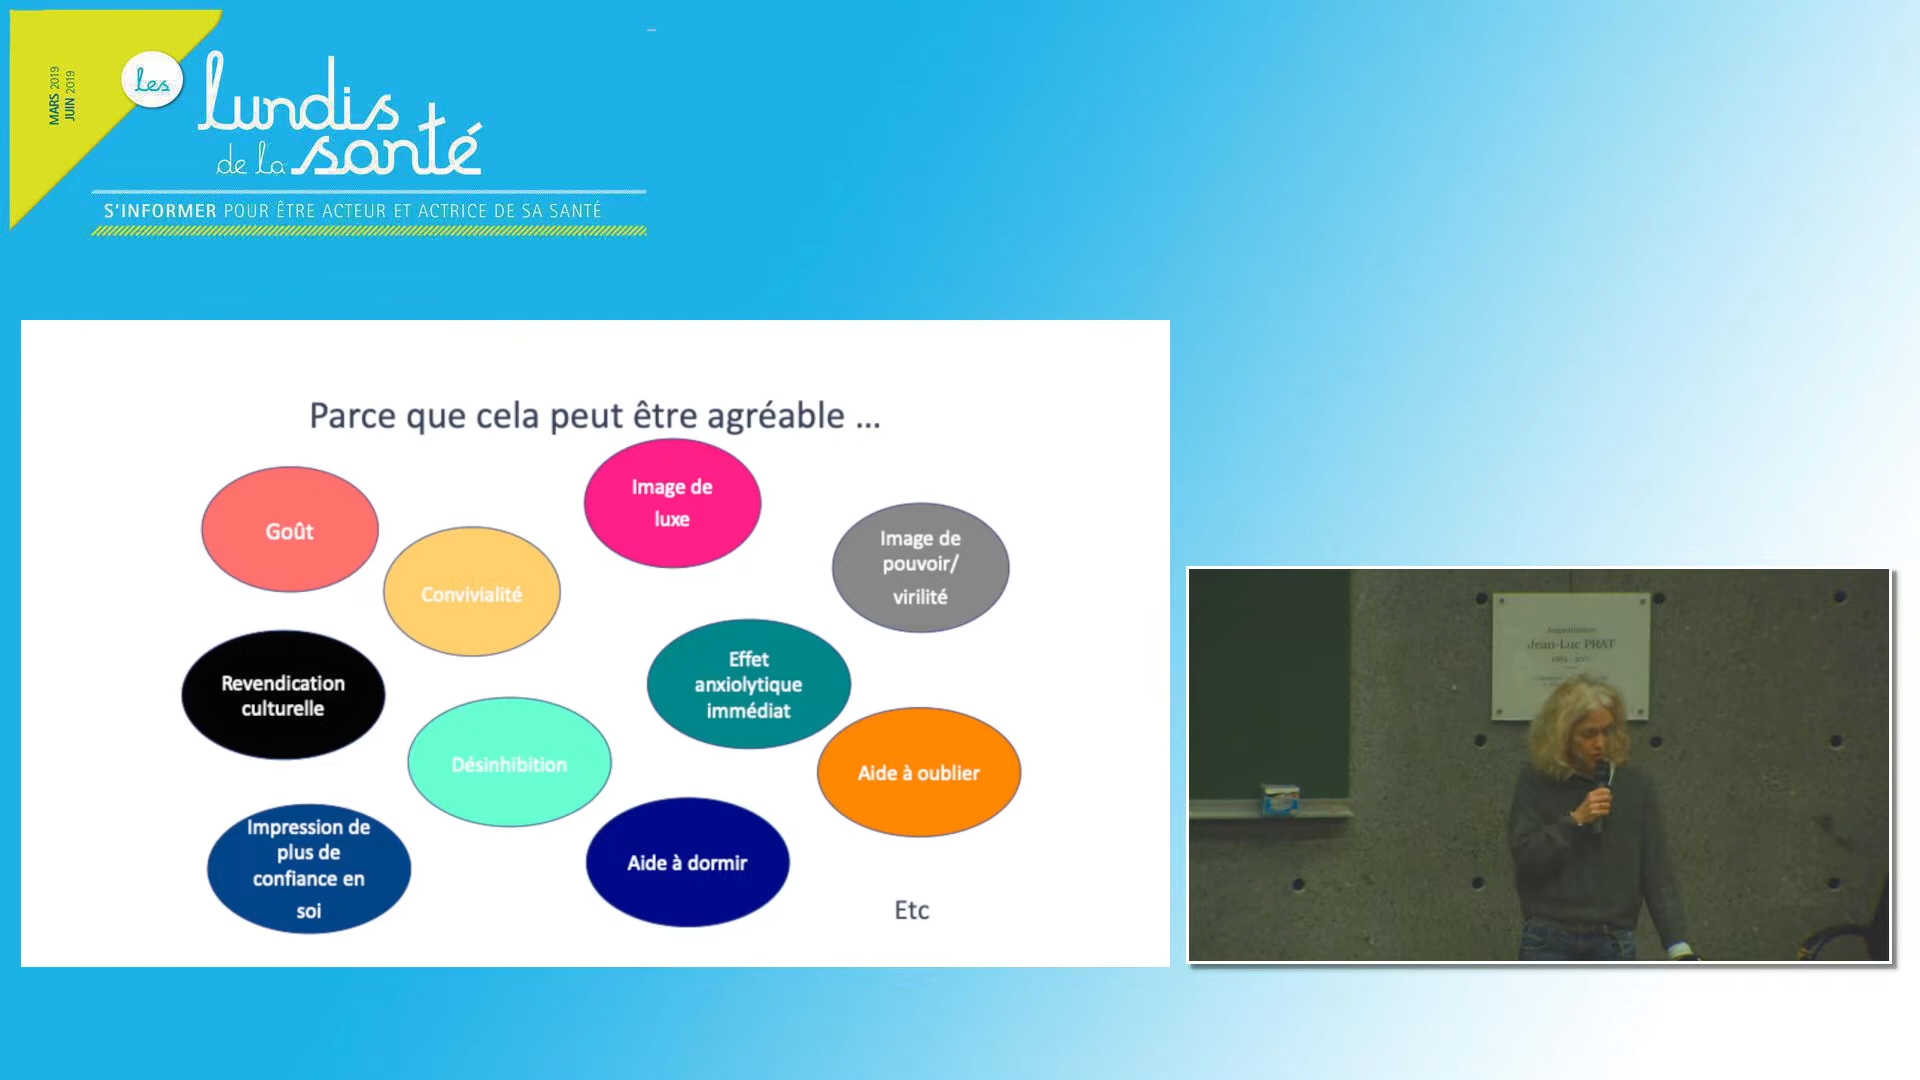 MARS 2019
JUIN 2019
les
lundis
de la santé
S'INFORMER POUR ÊTRE ACTEUR ET ACTRICE DE SA SANTÉ
Parce que cela peut être agréable ...
Goût
Convivialité
Image de
luxe
Image de
pouvoir/
virilité
Revendication
culturelle
Désinhibition
Effet
anxiolytique
immédiat
Aide à oublier
Impression de
plus de
confiance en
soi
Aide à dormir
Etc
Jean-Luc PRAT